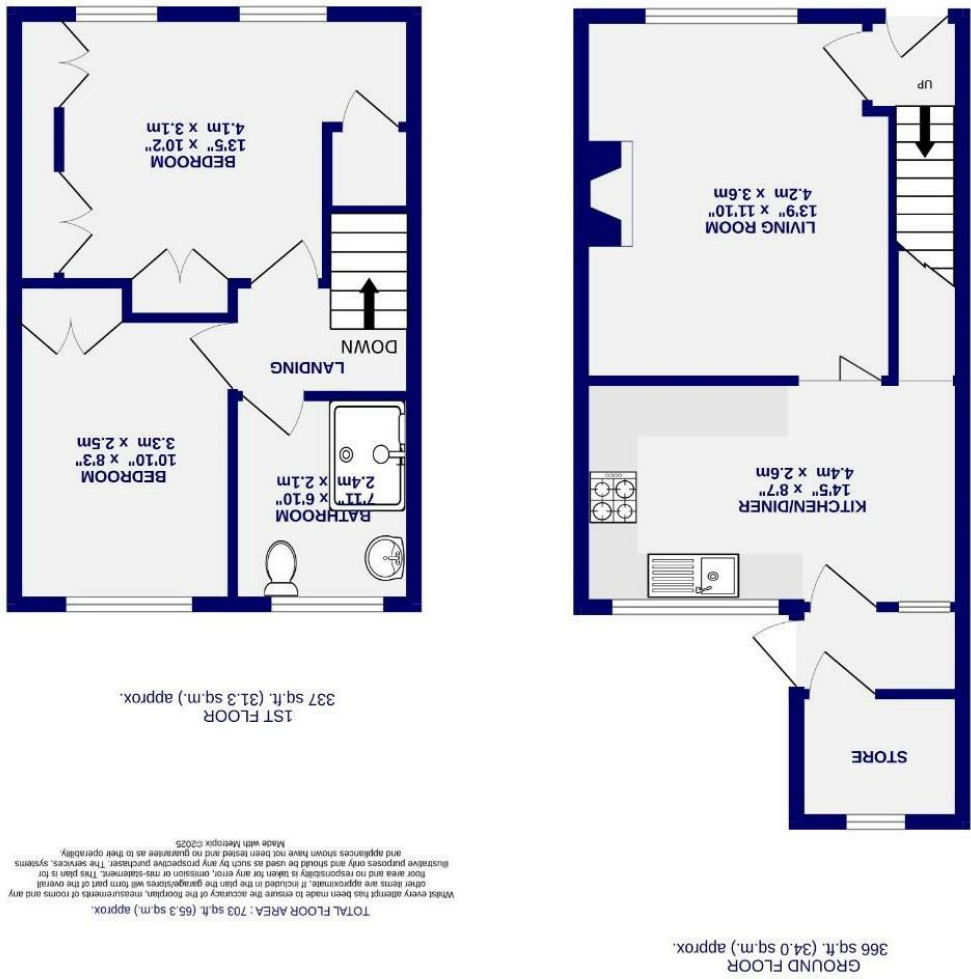 GROUND FLOOR
366 sq.ft. (34.0 sq.m.) approx.
STORE
KITCHEN/DINER
14'5" x 8'7"
4.4m x 2.6m
LIVING ROOM
13'9" x 11'10"
4.2m x 3.6m
UP
1ST FLOOR
337 sq.ft. (31.3 sq.m.) approx.
BATHROOM
7'11" x 6'10"
2.4m x 2.1m
BEDROOM
10'10" x 8'3"
3.3m x 2.5m
LANDING
DOWN
BEDROOM
13'5" x 10'2"
4.1m x 3.1m
TOTAL FLOOR AREA : 703 sq.ft. (65.3 sq.m.) approx.
Whilst every attempt has been made to ensure the accuracy of the floorplan, measurements of rooms and any
other items are approximate. If included in the plan the garage/stores will form part of the overall
floor area and no responsibility is taken for any error, omission or mis-statement. This plan is for
illustrative purposes only and should be used as such by any prospective purchaser. The services, systems
and appliances shown have not been tested and no guarantee as to their operability.
Made with Metropix ©2025